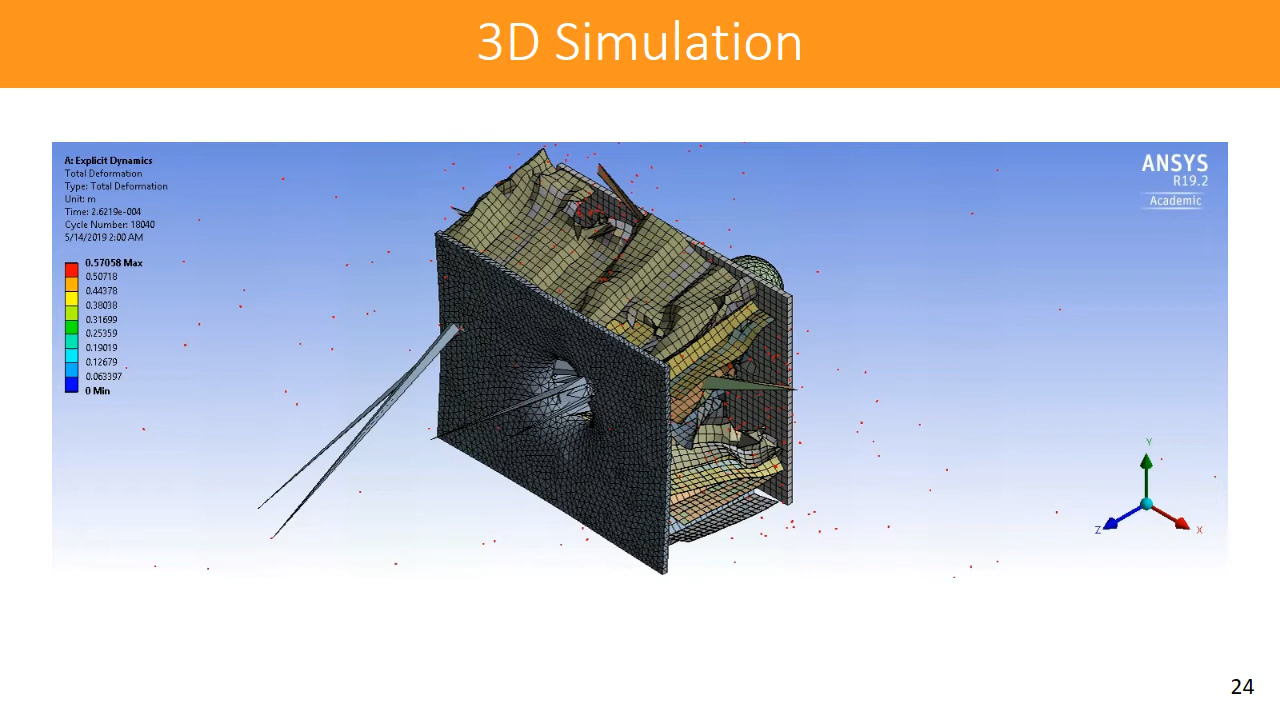 3D Simulation
A: Explicit Dynamics
Total Deformation
Type: Total Deformation
Unit: m
Time: 2.6219e-004
Cycle Number: 18040
5/14/2019 2:00 AM
0.57058 Max
0.50718
0.44378
0.38038
0.31699
0.25359
0.19019
0.12679
0.063397
0 Min
ANSYS
R19.2
Academic
Y
Z
X
24